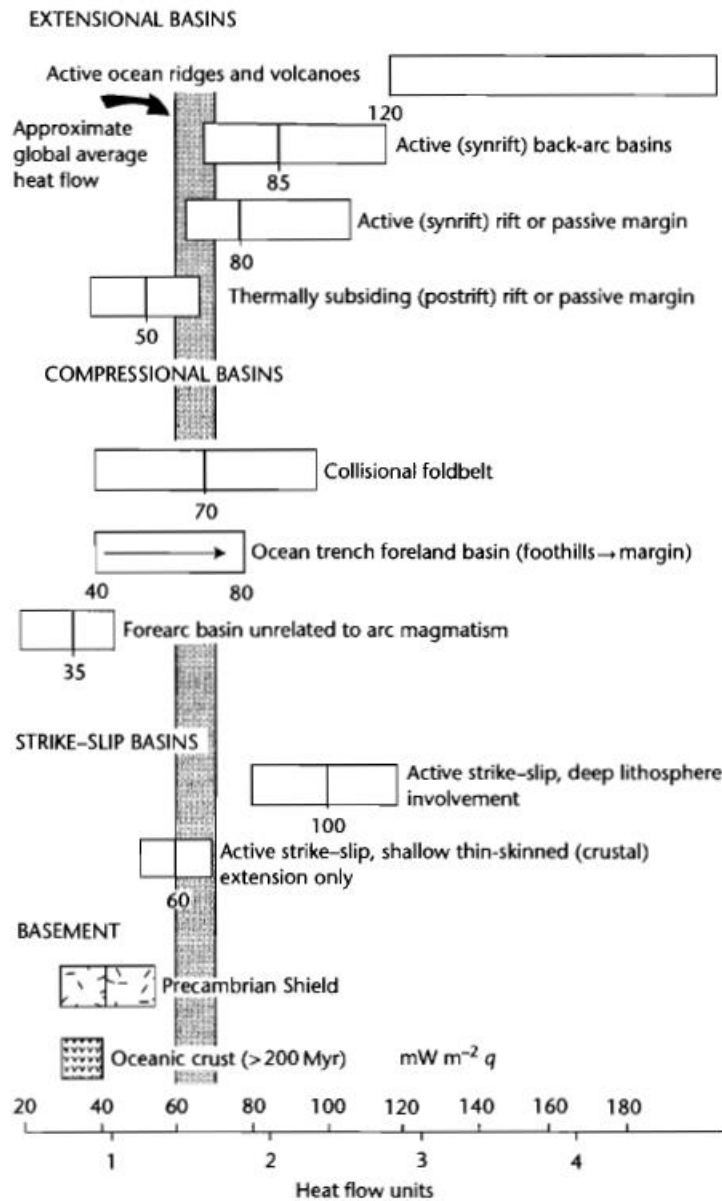 EXTENSIONAL BASINS
Active ocean ridges and volcanoes
120
Approximate
global average
heat flow
Active (synrift) back-arc basins
85
Active (synrift) rift or passive margin
80
Thermally subsiding (postrift) rift or passive margin
50
COMPRESSIONAL BASINS
Collisional foldbelt
70
Ocean trench foreland basin (foothills→margin)
40 80
Forearc basin unrelated to arc magmatism
35
STRIKE–SLIP BASINS
Active strike–slip, deep lithosphere
involvement
100
Active strike–slip, shallow thin-skinned (crustal)
extension only
60
BASEMENT
Precambrian Shield
Oceanic crust (>200 Myr) mW m⁻² q
20 40 60 80 100 120 140 160 180
1 2 3 4
Heat flow units